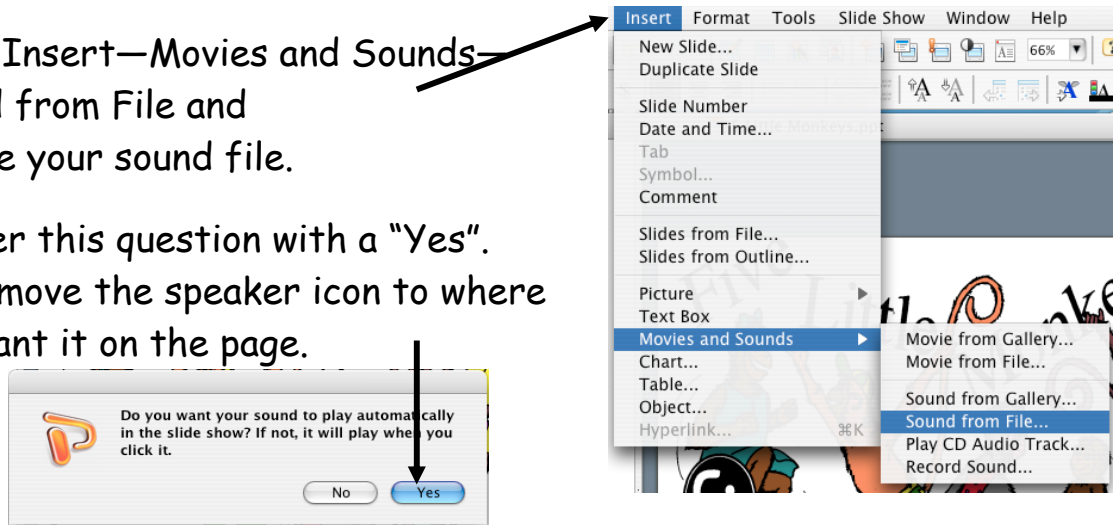 Insert—Movies and Sounds—
from File and
your sound file.
this question with a “Yes”.
move the speaker icon to where
it on the page.
Do you want your sound to play automatically
in the slide show? If not, it will play when you
click it.
No Yes
Insert Format Tools Slide Show Window Help
66%
New Slide...
Duplicate Slide
Slide Number
Date and Time...
Tab
Symbol...
Comment
Slides from File...
Slides from Outline...
Picture
Text Box
Movies and Sounds
Chart...
Table...
Object...
Hyperlink... ⌘K
Monkeys.ppt
Five Little
Movie from Gallery...
Movie from File...
Sound from Gallery...
Sound from File...
Play CD Audio Track...
Record Sound...